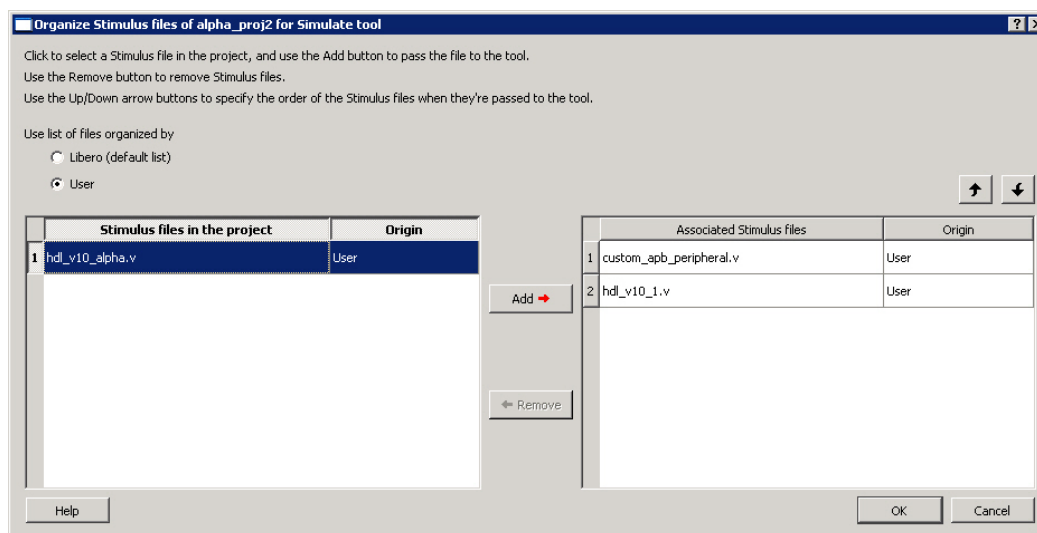 Organize Stimulus files of alpha_proj2 for Simulate tool
Click to select a Stimulus file in the project, and use the Add button to pass the file to the tool.
Use the Remove button to remove Stimulus files.
Use the Up/Down arrow buttons to specify the order of the Stimulus files when they're passed to the tool.
Use list of files organized by
Libero (default list)
User
Stimulus files in the project Origin
1 hdl_v10_alpha.v User
Add
Remove
Associated Stimulus files Origin
1 custom_apb_peripheral.v User
2 hdl_v10_1.v User
Help OK Cancel